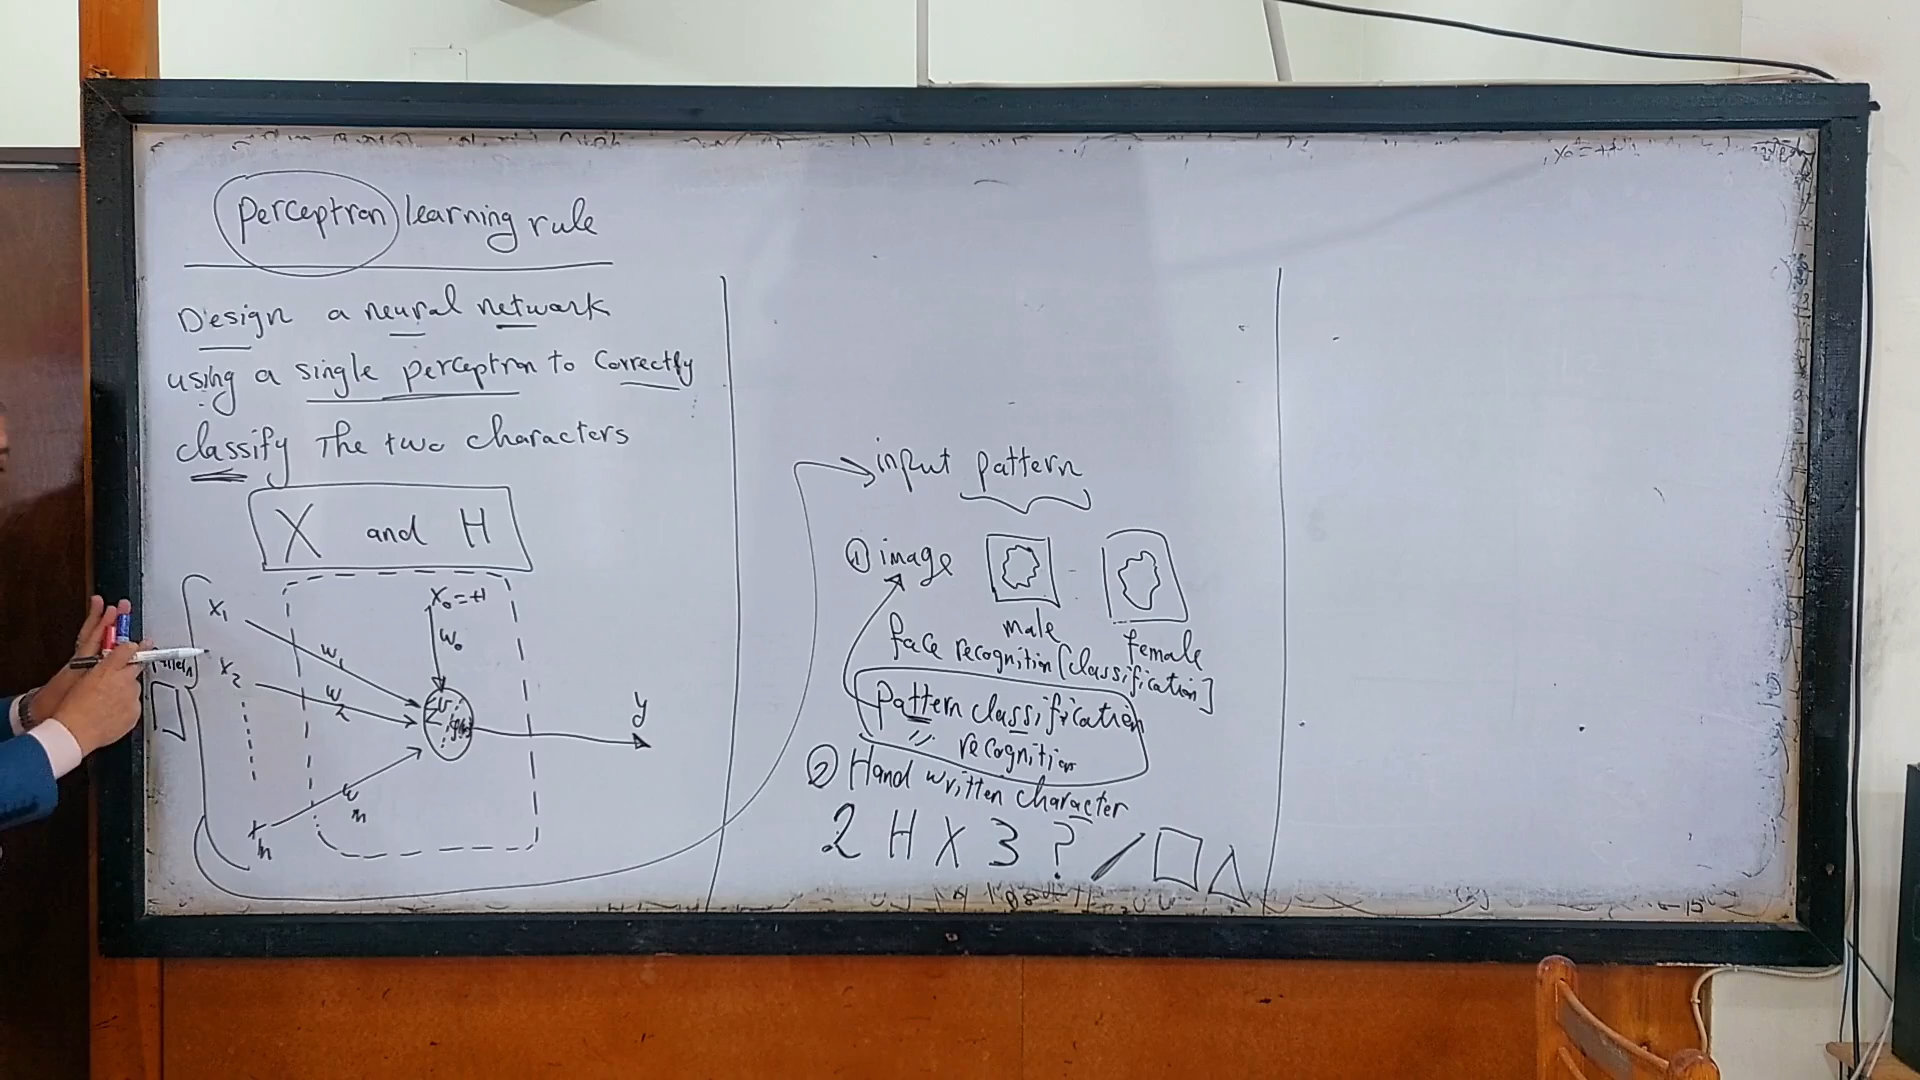 Perceptron learning rule
Design a neural network
using a single perceptron to correctly
classify The two characters
X and H
x₀=+1
x₁
w₀
w₁
x₂
w₂
y
wₘ
xₘ
input pattern
① image
male
female
face recognition [classification]
Pattern classification
" recognition
② Hand written character
2 H X 3 ?